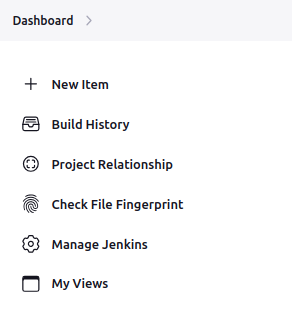 Dashboard
New Item
Build History
Project Relationship
Check File Fingerprint
Manage Jenkins
My Views